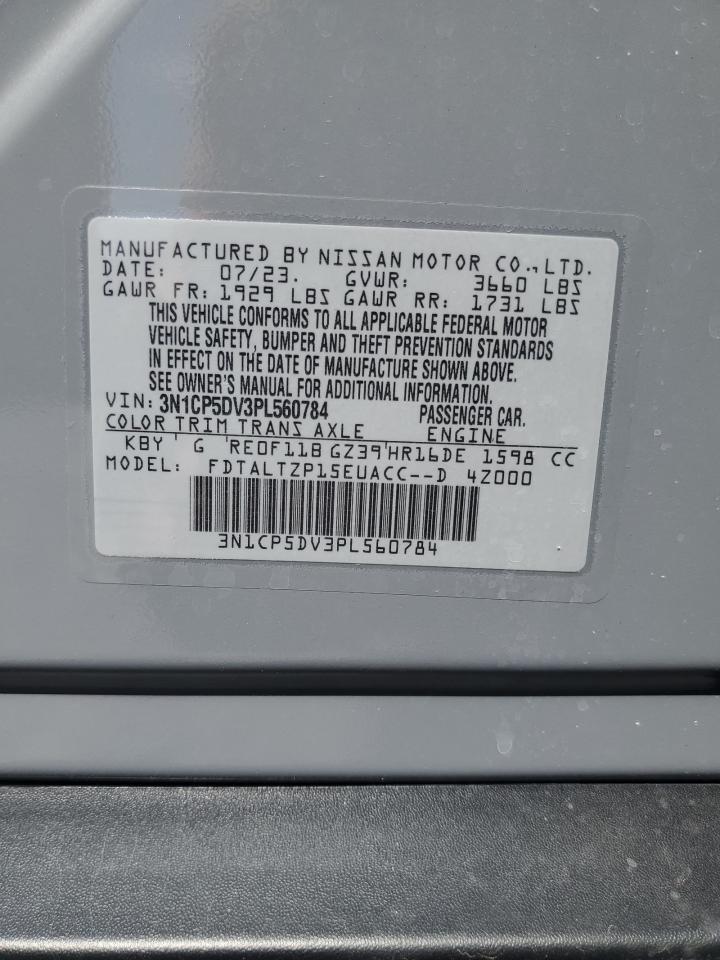 MANUFACTURED BY NISSAN MOTOR CO.,LTD.
DATE: 07/23. GVWR: 3660 LBS
GAWR FR: 1929 LBS GAWR RR: 1731 LBS
THIS VEHICLE CONFORMS TO ALL APPLICABLE FEDERAL MOTOR
VEHICLE SAFETY, BUMPER AND THEFT PREVENTION STANDARDS
IN EFFECT ON THE DATE OF MANUFACTURE SHOWN ABOVE.
SEE OWNER'S MANUAL FOR ADDITIONAL INFORMATION.
VIN: 3N1CP5DV3PL560784 PASSENGER CAR.
COLOR TRIM TRANS AXLE ENGINE
KBY ' G 'RE0F11B GZ39'HR16DE 1598 CC
MODEL: FDTALTZP15EUACC--D 4Z000
3N1CP5DV3PL560784